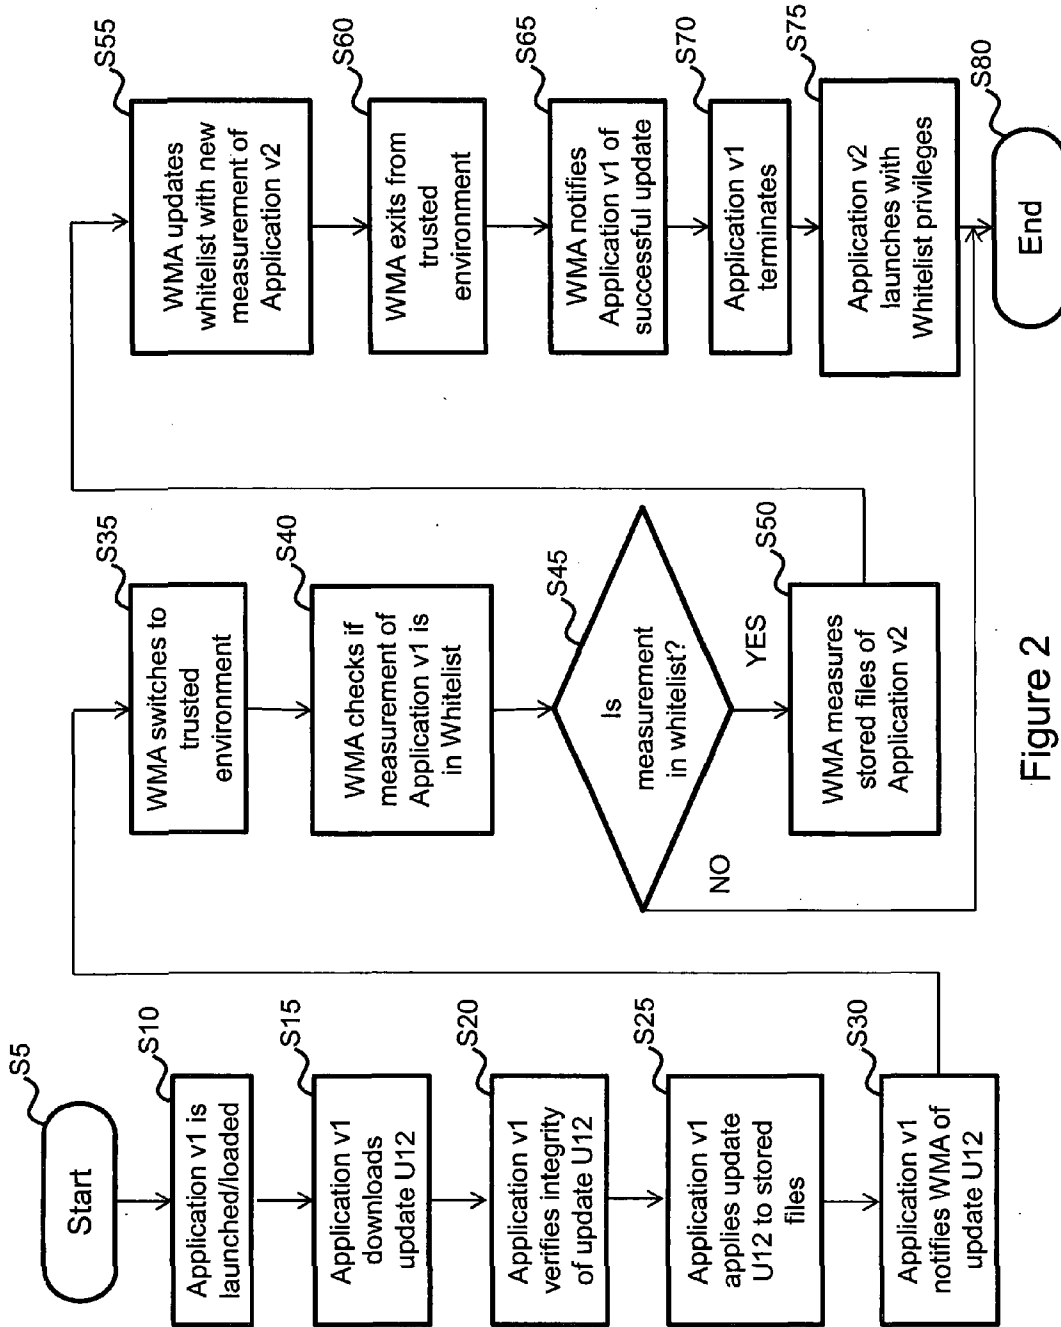 S5
Start
S10
Application v1 is
launched/loaded
S15
Application v1
downloads
update U12
S20
Application v1
verifies integrity
of update U12
S25
Application v1
applies update
U12 to stored
files
S30
Application v1
notifies WMA of
update U12
S35
WMA switches to
trusted
environment
S40
WMA checks if
measurement of
Application v1 is
in Whitelist
S45
Is
measurement
in whitelist?
NO
YES
S50
WMA measures
stored files of
Application v2
S55
WMA updates
whitelist with new
measurement of
Application v2
S60
WMA exits from
trusted
environment
S65
WMA notifies
Application v1 of
successful update
S70
Application v1
terminates
S75
Application v2
launches with
Whitelist privileges
S80
End
Figure 2